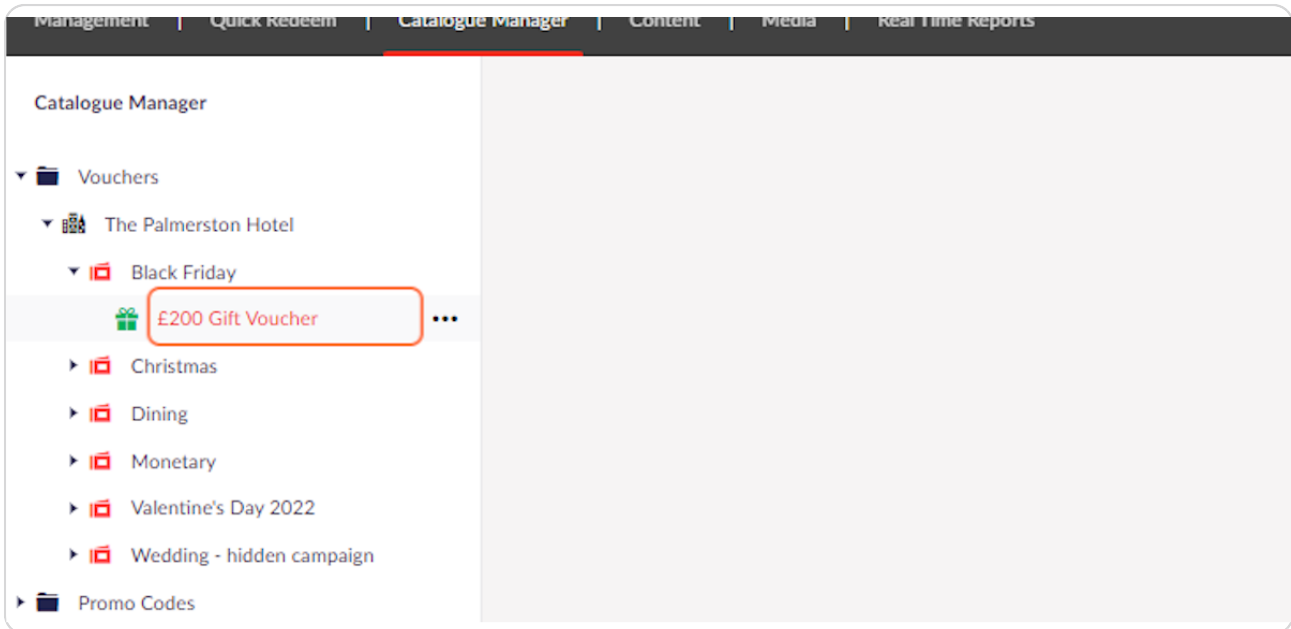 Management | Quick Redeem | Catalogue Manager | Content | Media | Real Time Reports
Catalogue Manager
Vouchers
The Palmerston Hotel
Black Friday
£200 Gift Voucher
Christmas
Dining
Monetary
Valentine's Day 2022
Wedding - hidden campaign
Promo Codes